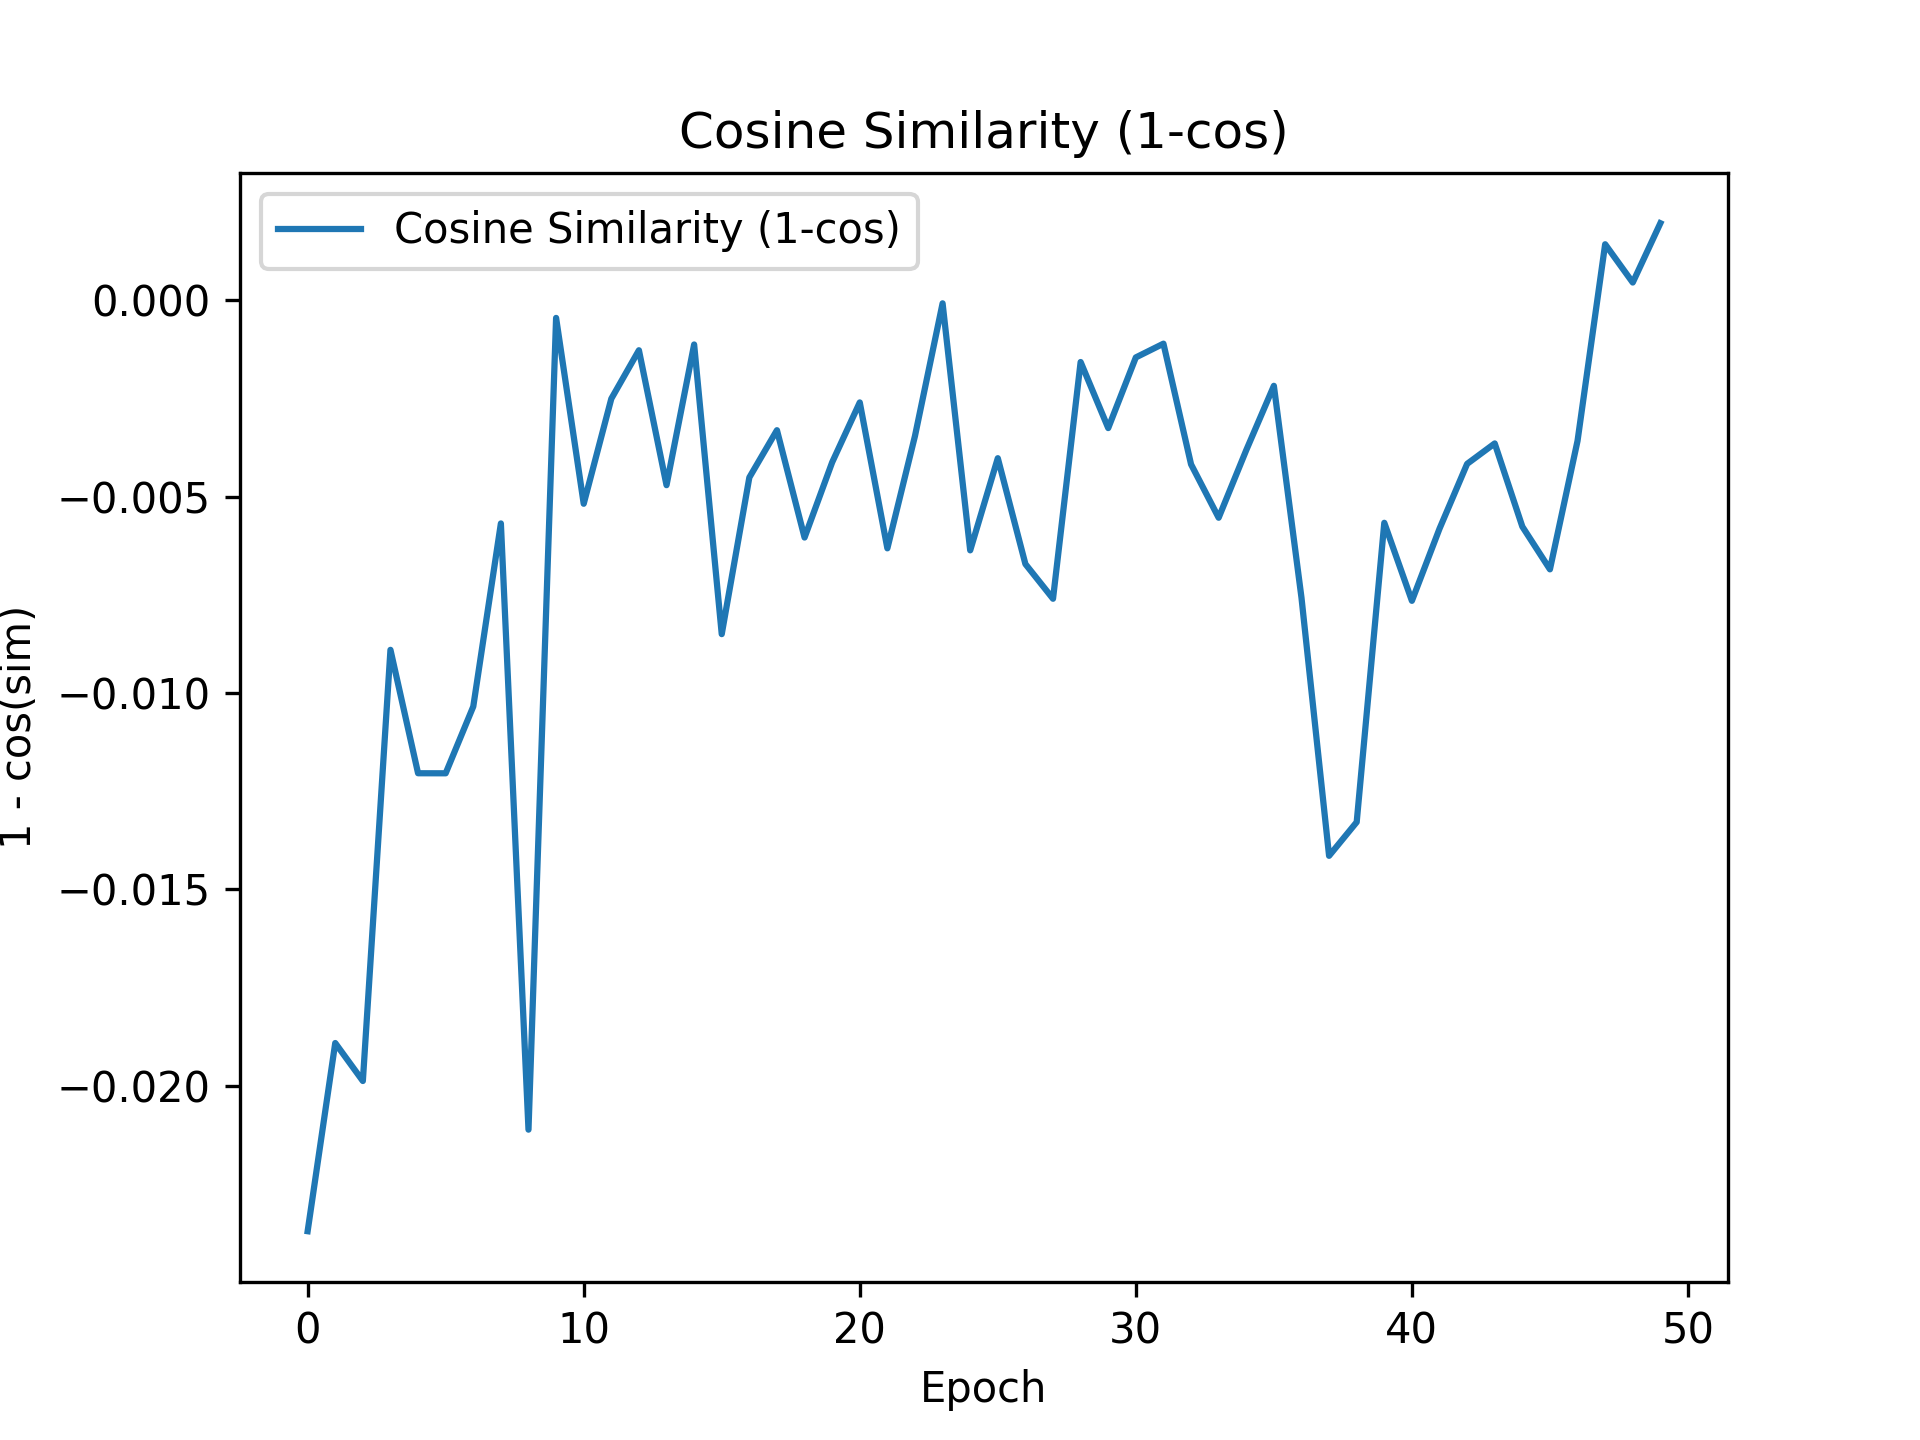 Cosine Similarity (1-cos)
Cosine Similarity (1-cos)
0.000
−0.005
−0.010
−0.015
−0.020
1 - cos(sim)
0 10 20 30 40 50
Epoch